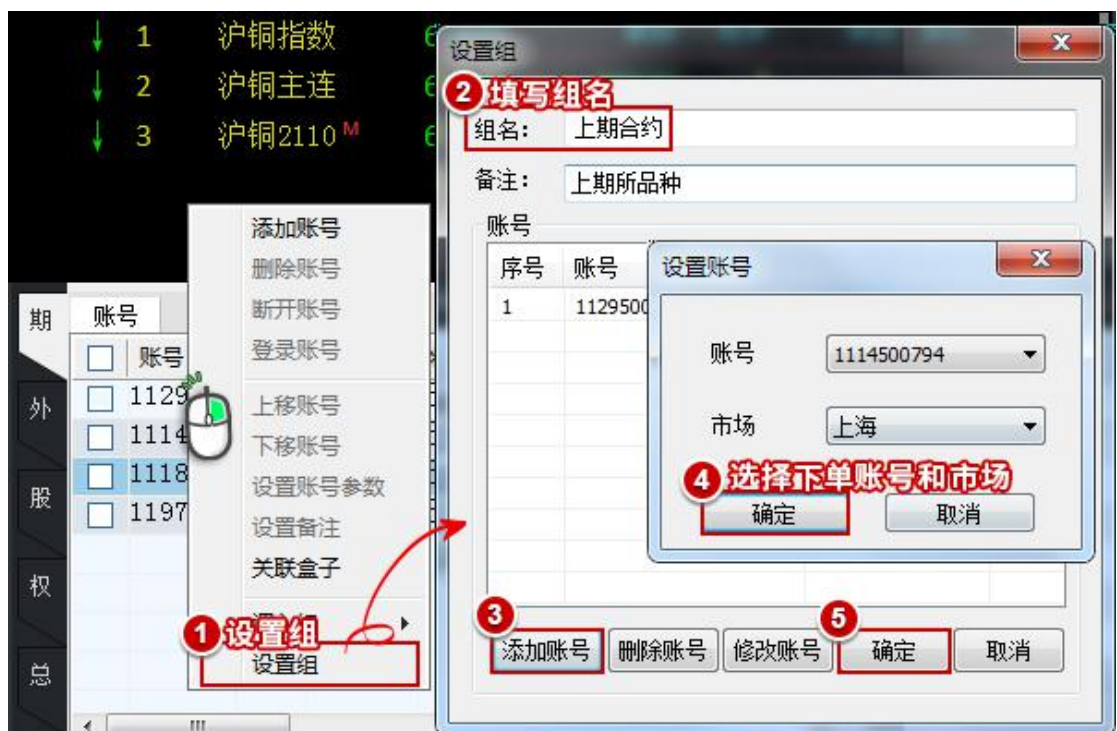 ↓ 1 沪铜指数 6
↓ 2 沪铜主连 6
↓ 3 沪铜2110 M 6
设置组
2 填写组名
组名： 上期合约
备注： 上期所品种
账号
序号 账号
1 1129500
设置账号
账号 1114500794
市场 上海
4 选择下单账号和市场
确定 取消
3
5
添加账号 删除账号 修改账号 确定 取消
添加账号
删除账号
断开账号
登录账号
上移账号
下移账号
设置账号参数
设置备注
关联盒子
1 设置组
设置组
期
外
股
权
总
账号
账号
1129
1114
1118
1197